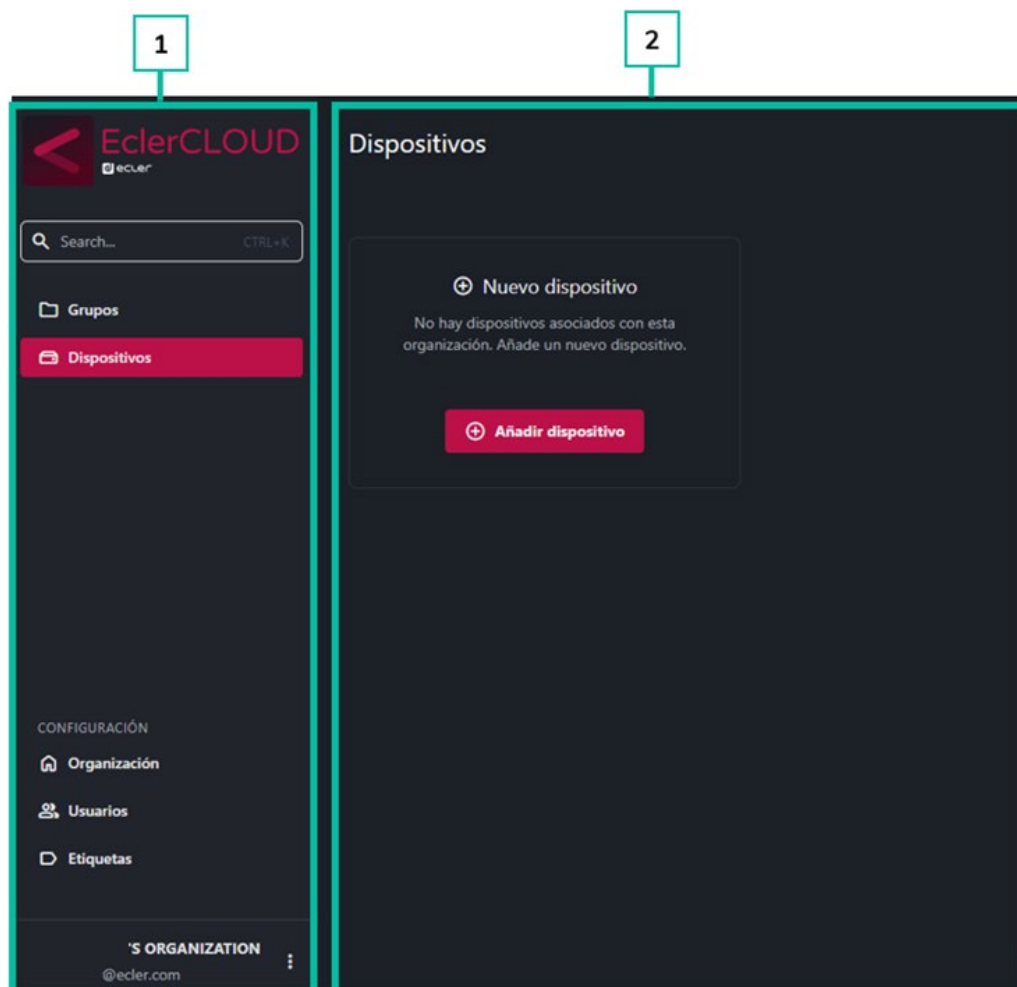 1
2
EclerCLOUD
ecler
Search...
CTRL+K
Grupos
Dispositivos
CONFIGURACIÓN
Organización
Usuarios
Etiquetas
'S ORGANIZATION
@ecler.com
Dispositivos
Nuevo dispositivo
No hay dispositivos asociados con esta
organización. Añade un nuevo dispositivo.
Añadir dispositivo